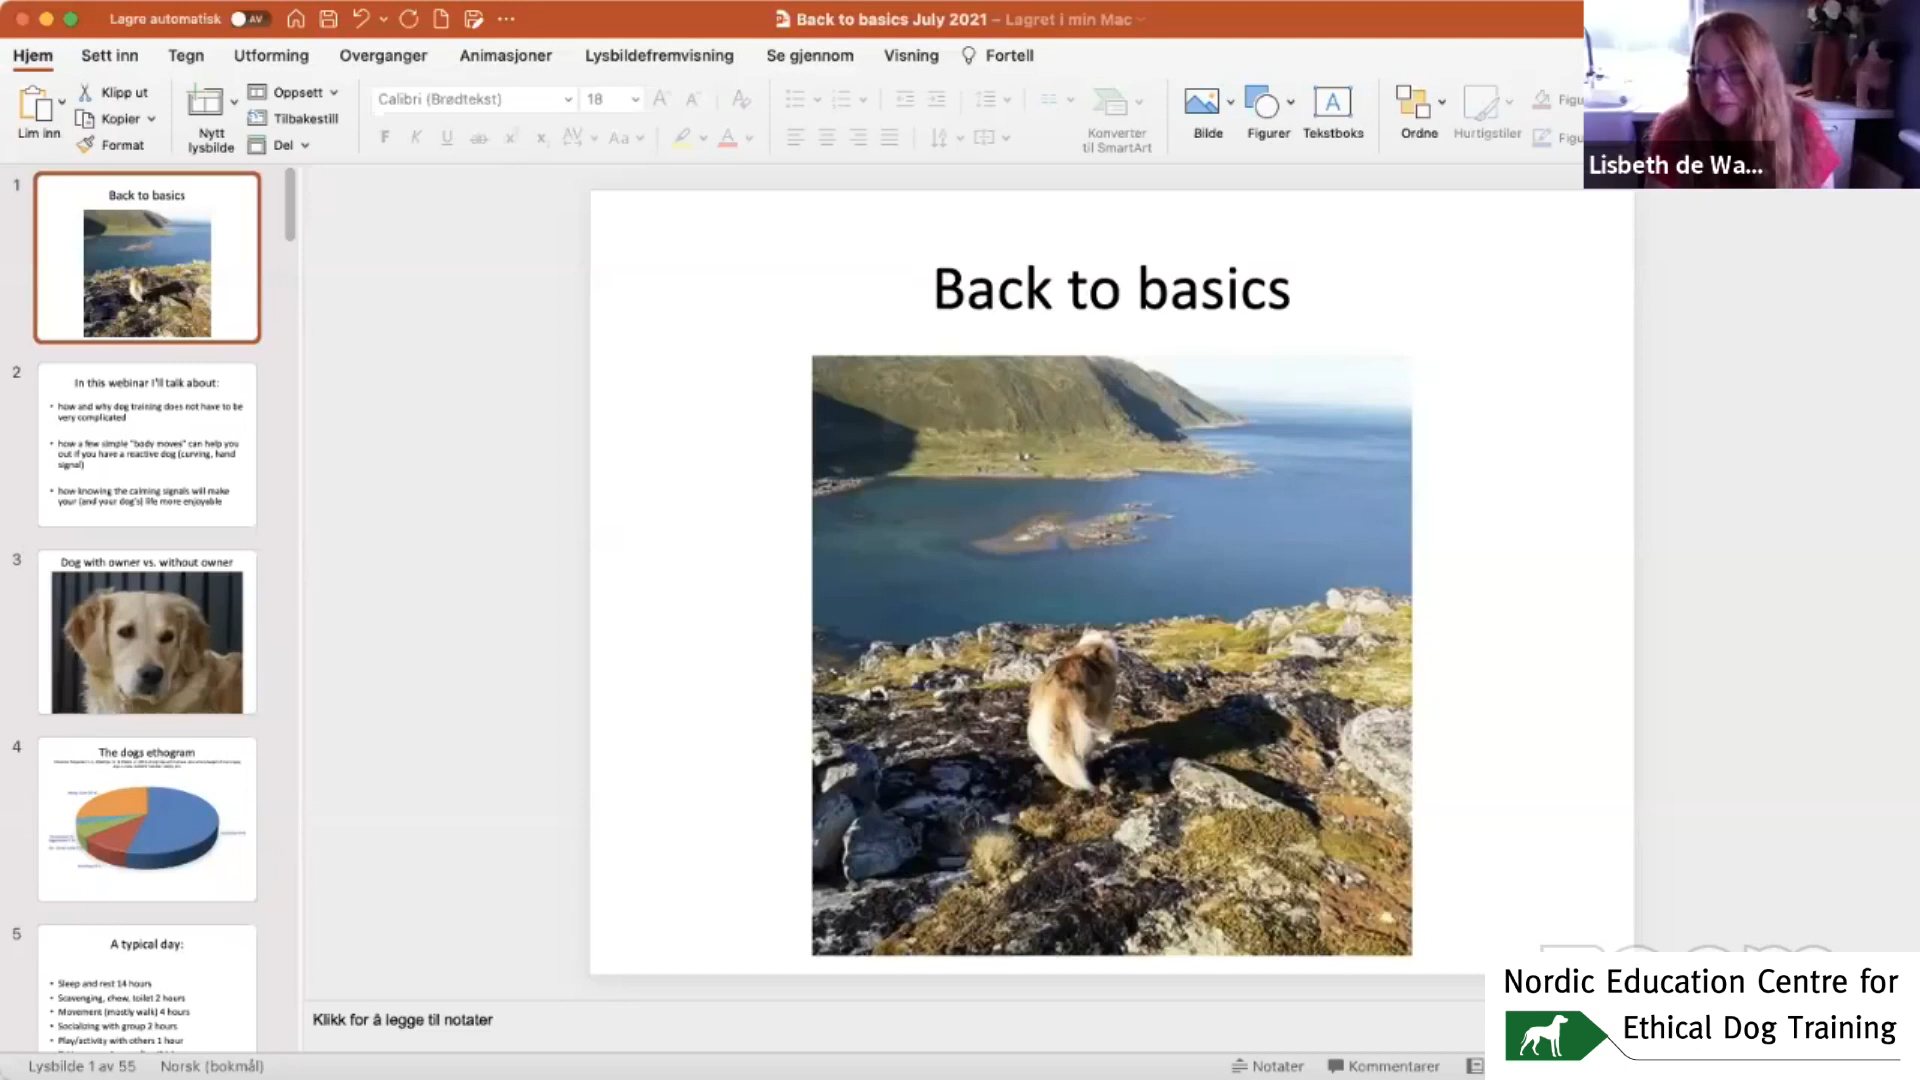 Lagre automatisk AV
Back to basics July 2021 – Lagret i min Mac
Hjem Sett inn Tegn Utforming Overganger Animasjoner Lysbildefremvisning Se gjennom Visning Fortell
Lim inn
Klipp ut
Kopier
Format
Nytt
lysbilde
Oppsett
Tilbakestill
Del
Calibri (Brødtekst) 18
Konverter
til SmartArt
Bilde Figurer Tekstboks
Ordne Hurtigstiler
Lisbeth de Wa...
1
Back to basics
2
In this webinar I'll talk about:
• how and why dog training does not have to be
very complicated
• how a few simple "body moves" can help you
out if you have a reactive dog (curving, hand
signal)
• how knowing the calming signals will make
your (and your dog's) life more enjoyable
3
Dog with owner vs. without owner
4
The dogs ethogram
5
A typical day:
• Sleep and rest 14 hours
• Scavenging, chew, toilet 2 hours
• Movement (mostly walk) 4 hours
• Socializing with group 2 hours
• Play/activity with others 1 hour
Back to basics
Klikk for å legge til notater
Nordic Education Centre for
Ethical Dog Training
Lysbilde 1 av 55 Norsk (bokmål)
Notater Kommentarer